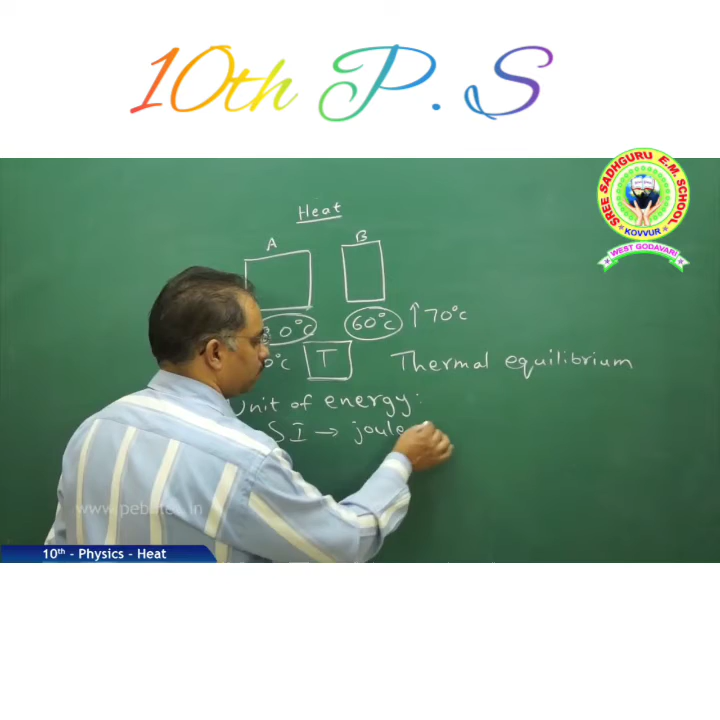 10th P.S
SREE SADHGURU E.M. SCHOOL
KOVVUR
WEST GODAVARI
Heat
A
B
60°C ↑70°C
T Thermal equilibrium
Unit of energy:
SI → joule
10th - Physics - Heat